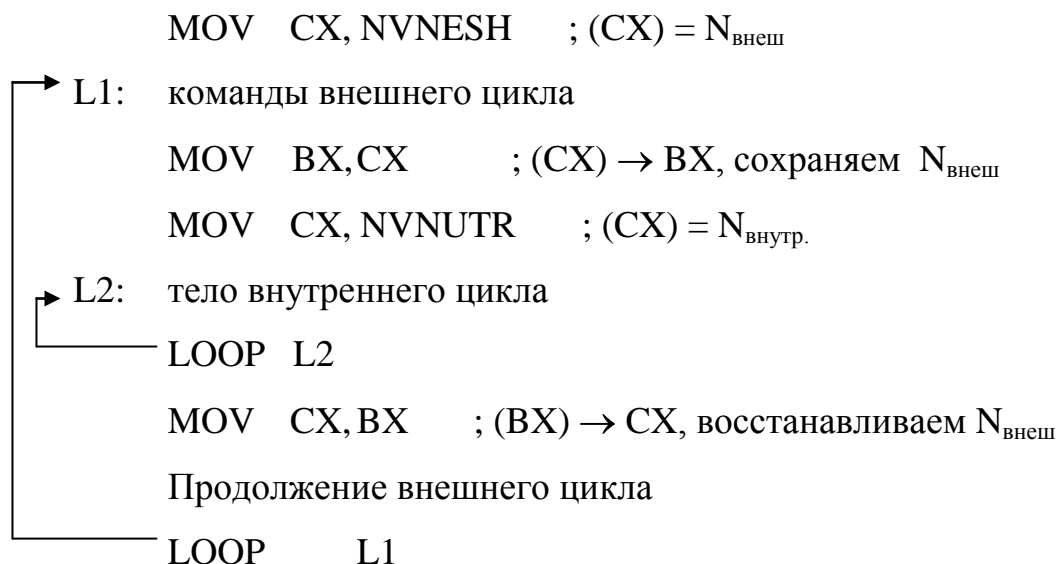 MOV CX, NVNESH ; (CX) = Nвнеш
L1: команды внешнего цикла
MOV BX, CX ; (CX) → BX, сохраняем Nвнеш
MOV CX, NVNUTR ; (CX) = Nвнутр.
L2: тело внутреннего цикла
LOOP L2
MOV CX, BX ; (BX) → CX, восстанавливаем Nвнеш
Продолжение внешнего цикла
LOOP L1